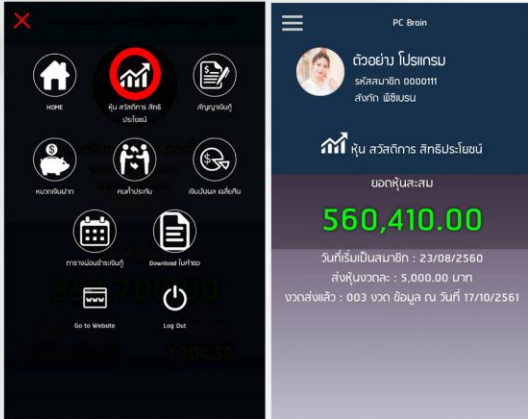 HOME
หุ้น สวัสดิการ สิทธิ
ประโยชน์
สัญญาเงินกู้
หมวดเงินฝาก
คนค้ำประกัน
เงินปันผล เฉลี่ยคืน
ตารางผ่อนชำระเงินกู้
Download ใบคำขอ
Go to Website
Log Out
1,704.50
PC Brain
ตัวอย่าง โปรแกรม
รหัสสมาชิก 0000111
สังกัด พีซีเบรน
หุ้น สวัสดิการ สิทธิประโยชน์
ยอดหุ้นสะสม
560,410.00
วันที่เริ่มเป็นสมาชิก : 23/08/2560
ส่งหุ้นงวดละ : 5,000.00 บาท
งวดส่งแล้ว : 003 งวด ข้อมูล ณ วันที่ 17/10/2561